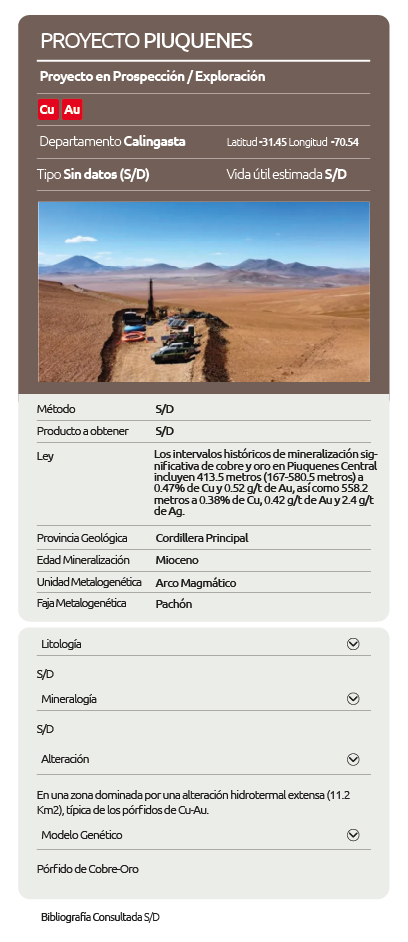 PROYECTO PIUQUENES
Proyecto en Prospección / Exploración
Cu Au
Departamento Calingasta Latitud -31.45 Longitud -70.54
Tipo Sin datos (S/D) Vida útil estimada S/D
Método S/D
Producto a obtener S/D
Ley Los intervalos históricos de mineralización sig-
nificativa de cobre y oro en Piuquenes Central
incluyen 413.5 metros (167-580.5 metros) a
0.47% de Cu y 0.52 g/t de Au, así como 558.2
metros a 0.38% de Cu, 0.42 g/t de Au y 2.4 g/t
de Ag.
Provincia Geológica Cordillera Principal
Edad Mineralización Mioceno
Unidad Metalogenética Arco Magmático
Faja Metalogenética Pachón
Litología
S/D
Mineralogía
S/D
Alteración
En una zona dominada por una alteración hidrotermal extensa (11.2
Km2), típica de los pórfidos de Cu-Au.
Modelo Genético
Pórfido de Cobre-Oro
Bibliografía Consultada S/D